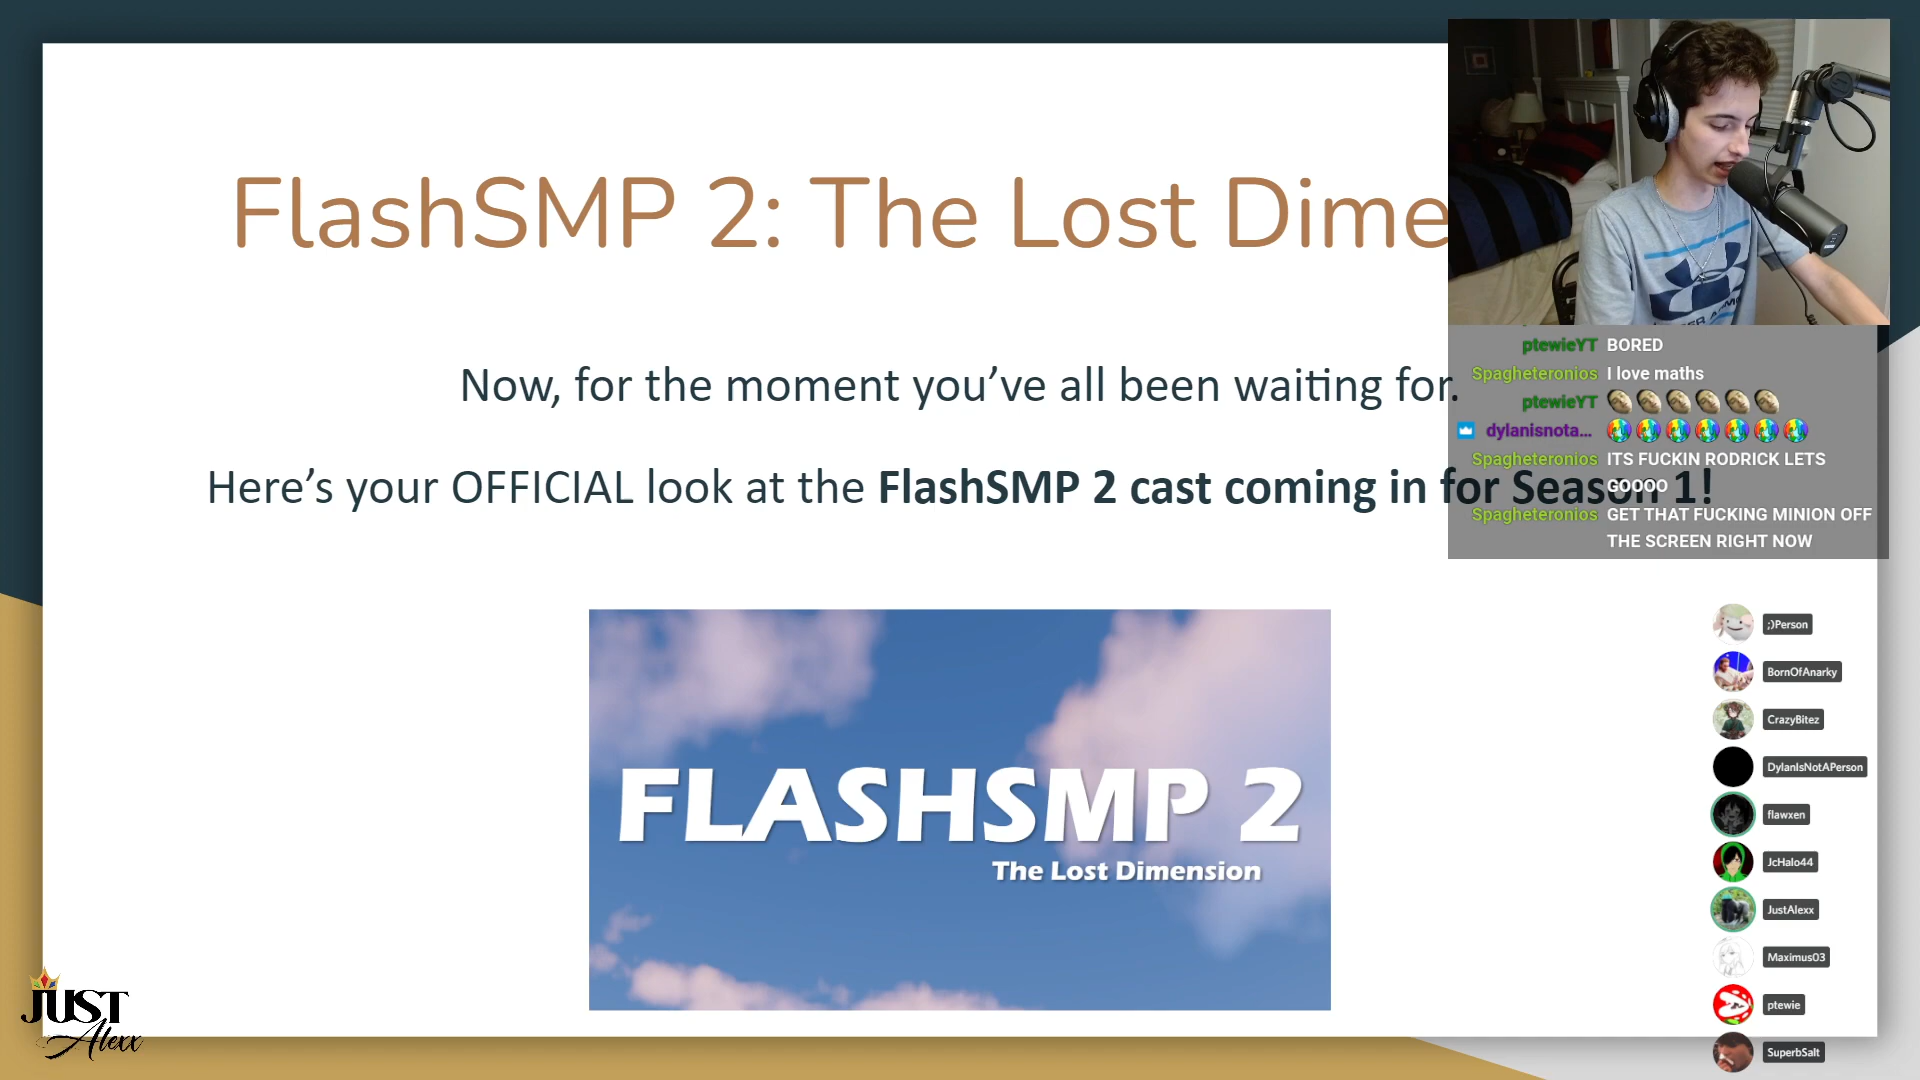 FlashSMP 2: The Lost Dime
Now, for the moment you’ve all been waiting for.
Here’s your OFFICIAL look at the FlashSMP 2 cast coming in for Season 1!
FLASHSMP 2
The Lost Dimension
ptewieYT BORED
Spagheteronios I love maths
ptewieYT
dylanisnota...
Spagheteronios ITS FUCKIN RODRICK LETS
GOOOO
Spagheteronios GET THAT FUCKING MINION OFF
THE SCREEN RIGHT NOW
;)Person
BornOfAnarky
CrazyBitez
DylanIsNotAPerson
flawxen
JcHalo44
JustAlexx
Maximus03
ptewie
SuperbSalt
JUST
Alexx